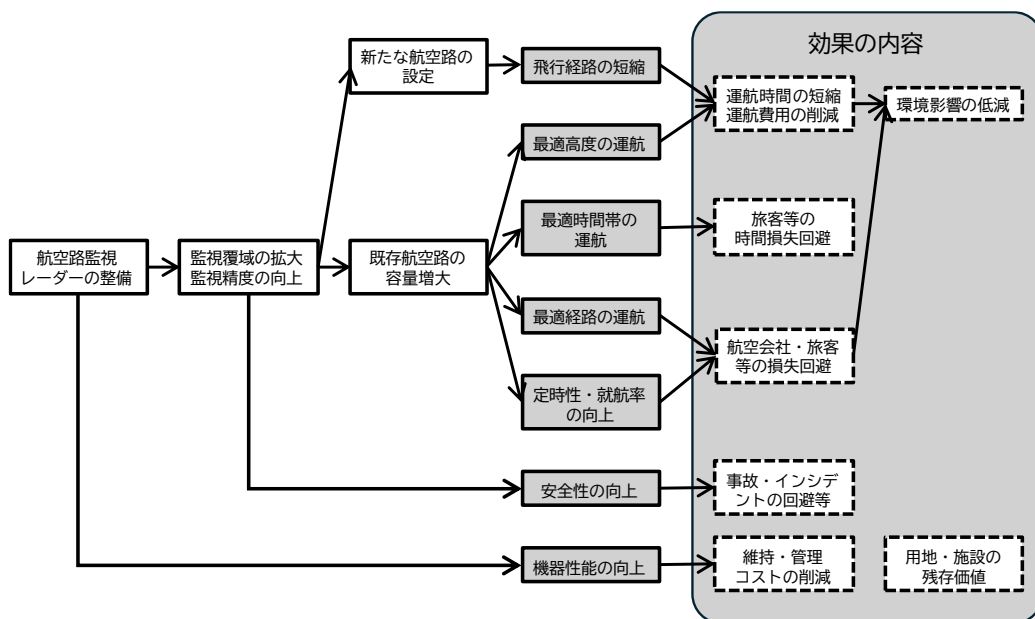 効果の内容
新たな航空路の
設定
飛行経路の短縮
運航時間の短縮
運航費用の削減
環境影響の低減
最適高度の運航
最適時間帯の
運航
旅客等の
時間損失回避
航空路監視
レーダーの整備
監視覆域の拡大
監視精度の向上
既存航空路の
容量増大
最適経路の運航
航空会社・旅客
等の損失回避
定時性・就航率
の向上
安全性の向上
事故・インシデ
ントの回避等
機器性能の向上
維持・管理
コストの削減
用地・施設の
残存価値